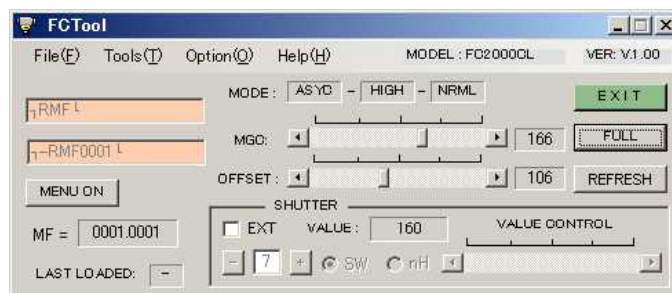 FCTool
File(F) Tools(T) Option(O) Help(H) MODEL : FC2000CL VER: V.1.00
MODE : ASYC - HIGH - NRML EXIT
┐RMF└
MGC: 166 FULL
┐-RMF0001└
OFFSET : 106 REFRESH
MENU ON
SHUTTER
MF = 0001.0001 EXT VALUE : 160 VALUE CONTROL
- 7 + SW nH
LAST LOADED: -